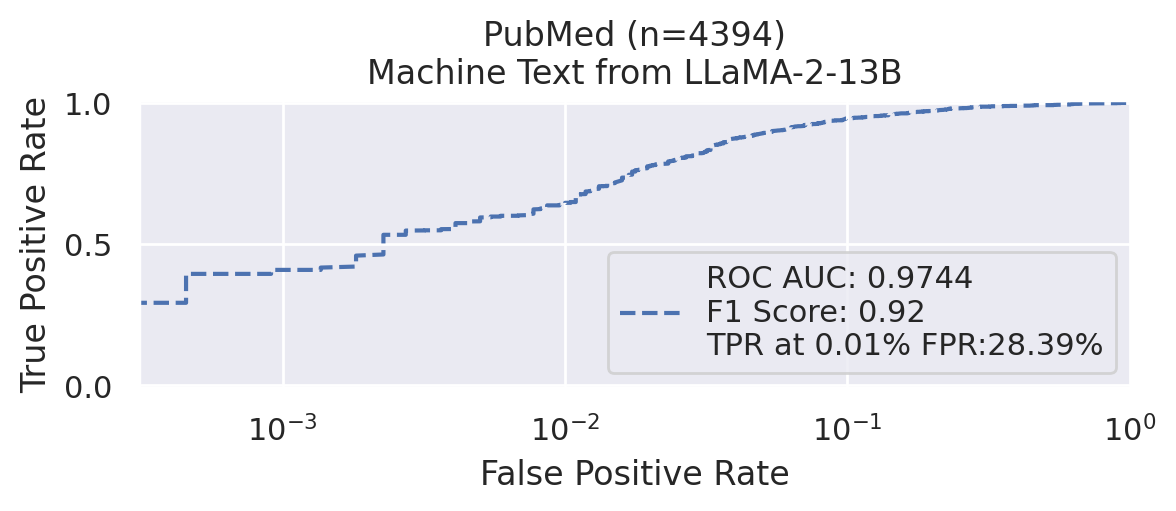 PubMed (n=4394)
Machine Text from LLaMA-2-13B
True Positive Rate
1.0
0.5
0.0
ROC AUC: 0.9744
F1 Score: 0.92
TPR at 0.01% FPR:28.39%
10⁻³ 10⁻² 10⁻¹ 10⁰
False Positive Rate